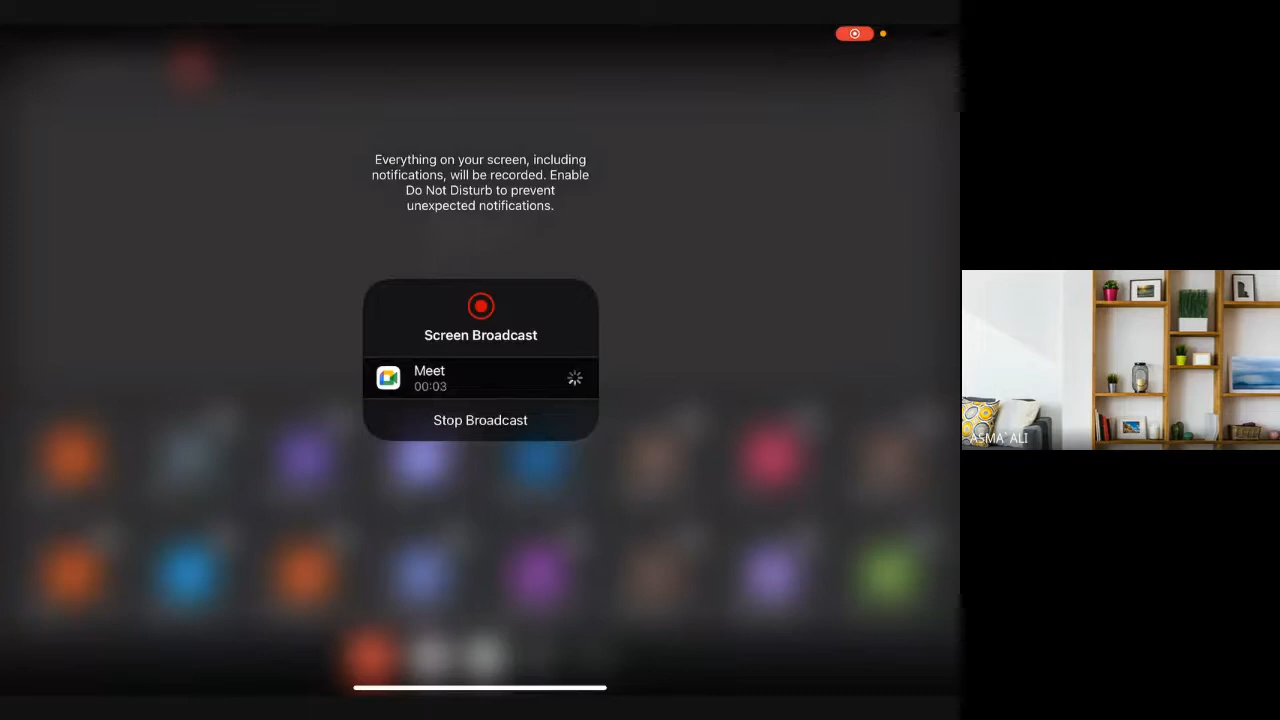 Everything on your screen, including
notifications, will be recorded. Enable
Do Not Disturb to prevent
unexpected notifications.
Screen Broadcast
Meet
00:03
Stop Broadcast
ASMA` ALI